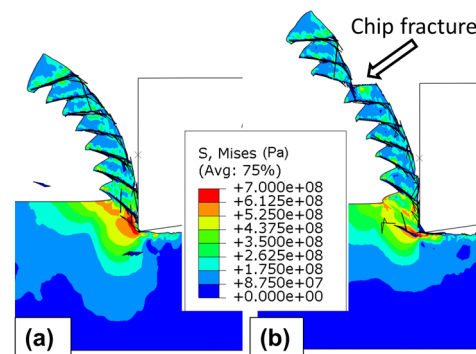 Chip fracture
S, Mises (Pa)
(Avg: 75%)
+7.000e+08
+6.125e+08
+5.250e+08
+4.375e+08
+3.500e+08
+2.625e+08
+1.750e+08
+8.750e+07
+0.000e+00
(a)
(b)